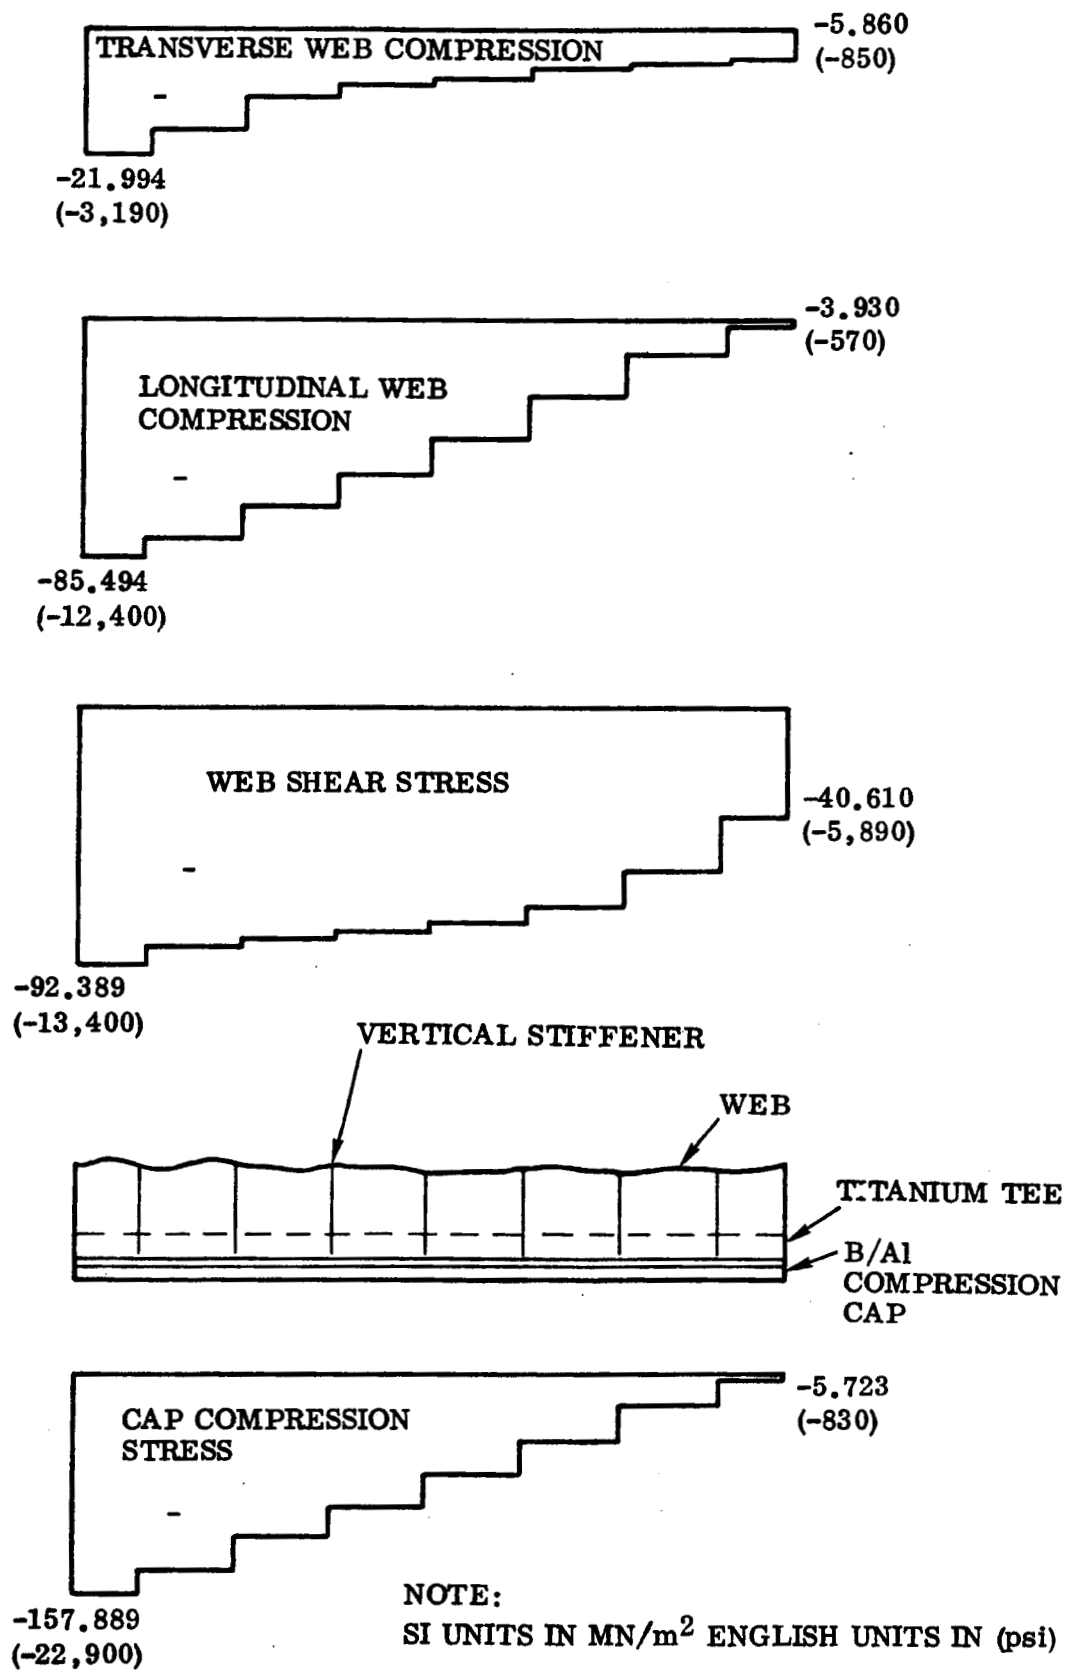 TRANSVERSE WEB COMPRESSION
-5.860
(-850)
-
-21.994
(-3,190)
-3.930
(-570)
LONGITUDINAL WEB
COMPRESSION
-
-85.494
(-12,400)
WEB SHEAR STRESS
-40.610
(-5,890)
-
-92.389
(-13,400)
VERTICAL STIFFENER
WEB
TITANIUM TEE
B/Al
COMPRESSION
CAP
-5.723
(-830)
CAP COMPRESSION
STRESS
-
-157.889
(-22,900)
NOTE:
SI UNITS IN MN/m² ENGLISH UNITS IN (psi)